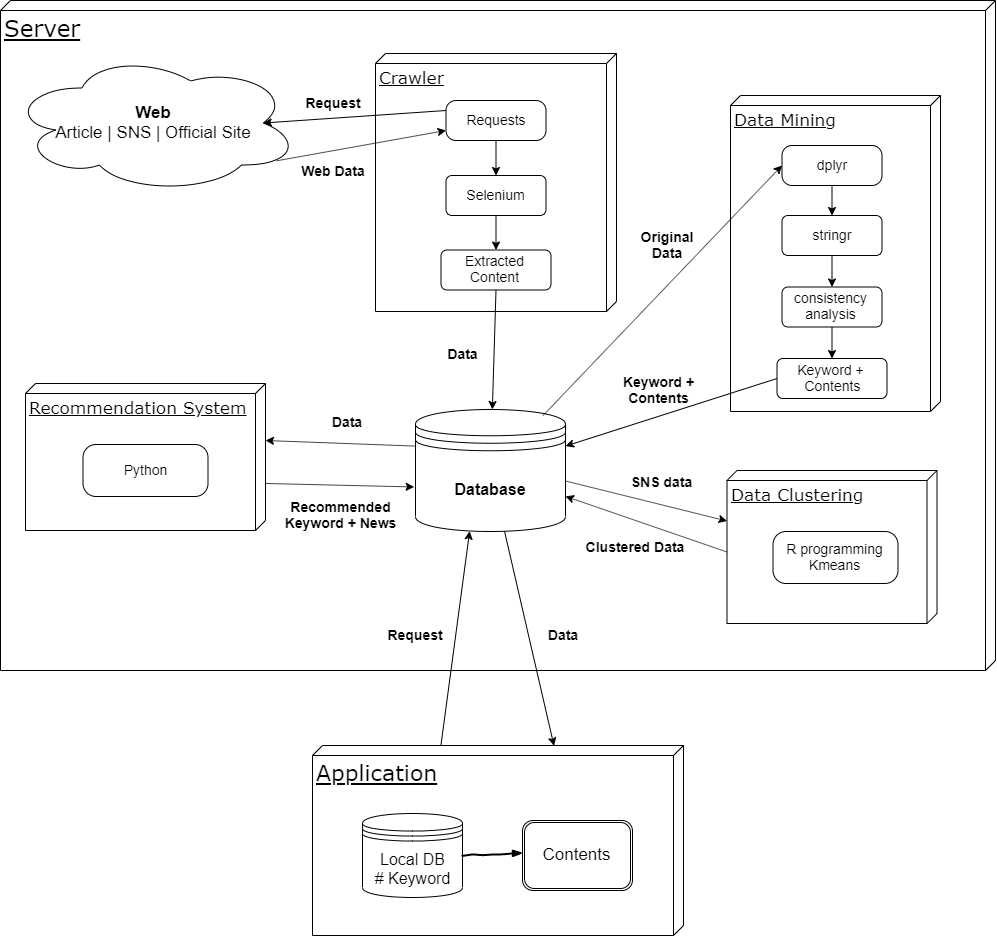 Server
Web
Article | SNS | Official Site
Request
Web Data
Crawler
Requests
Selenium
Extracted
Content
Data
Original
Data
Data Mining
dplyr
stringr
consistency
analysis
Keyword +
Contents
Keyword +
Contents
Recommendation System
Python
Data
Recommended
Keyword + News
Database
SNS data
Clustered Data
Data Clustering
R programming
Kmeans
Request
Data
Application
Local DB
# Keyword
Contents